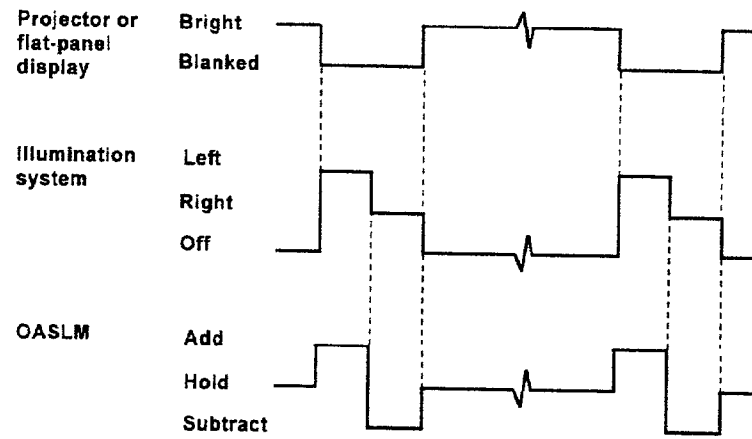 Projector or
flat-panel
display
Bright
Blanked
Illumination
system
Left
Right
Off
OASLM
Add
Hold
Subtract